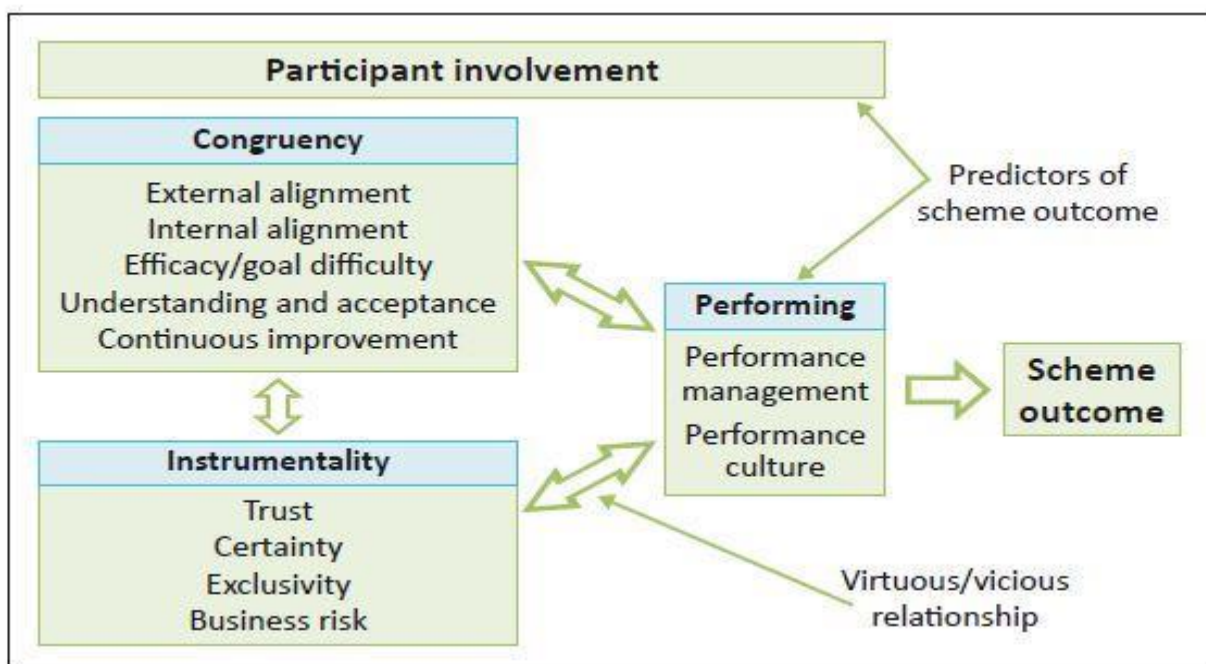 Participant involvement
Congruency
External alignment
Internal alignment
Efficacy/goal difficulty
Understanding and acceptance
Continuous improvement
Predictors of
scheme outcome
Performing
Performance
management
Performance
culture
Scheme
outcome
Instrumentality
Trust
Certainty
Exclusivity
Business risk
Virtuous/vicious
relationship